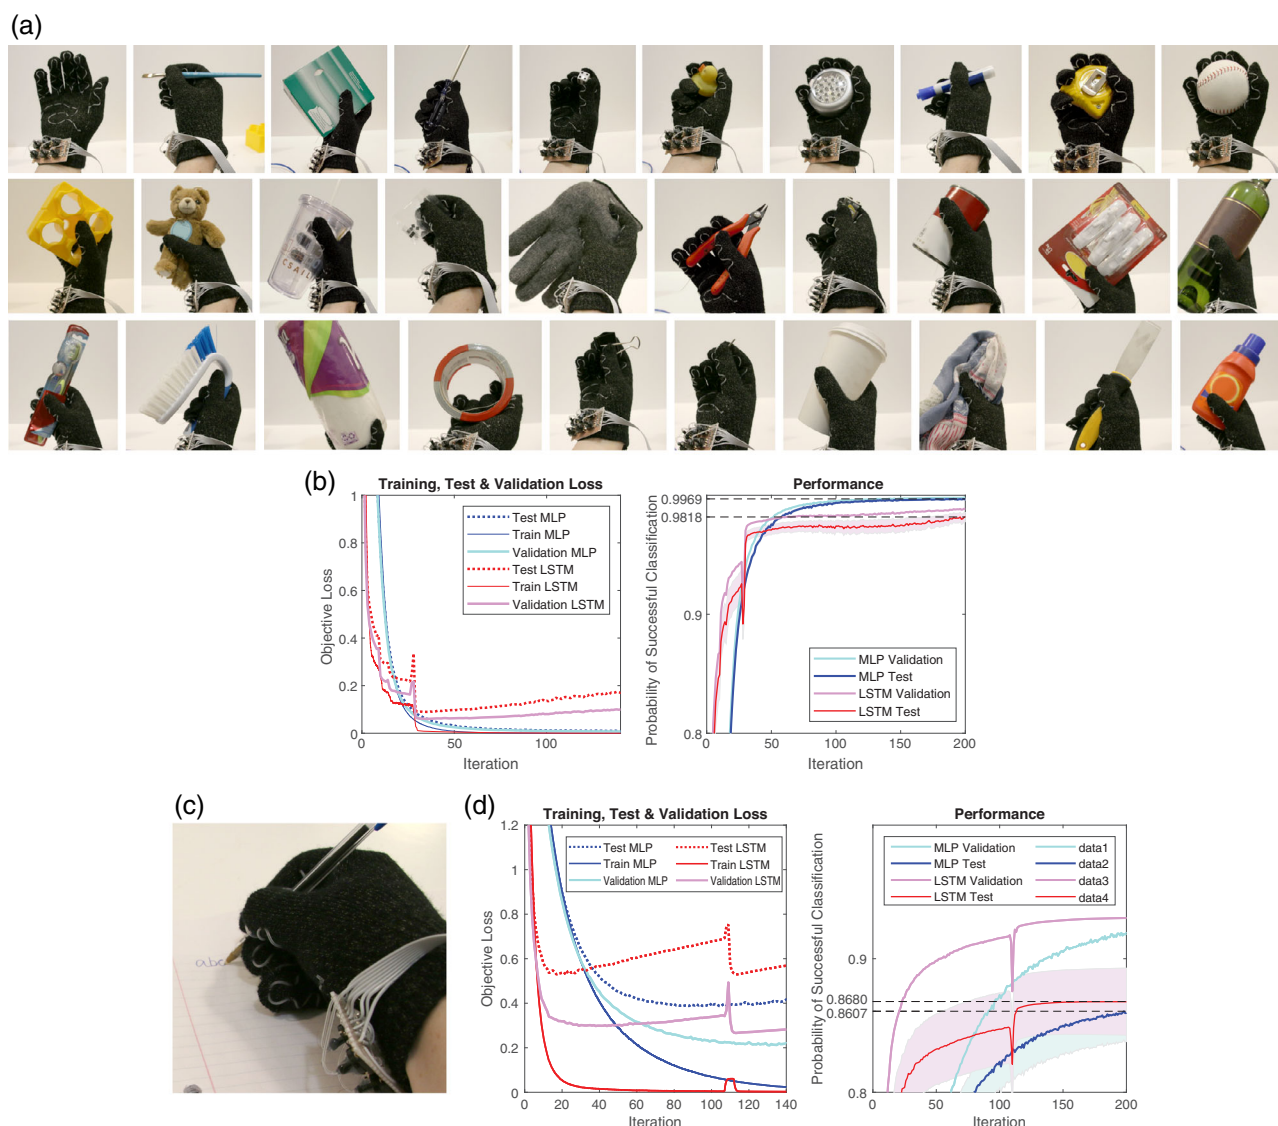 (a)
CSAIL
(b)
Training, Test & Validation Loss
Objective Loss
1
0.8
0.6
0.4
0.2
0
Test MLP
Train MLP
Validation MLP
Test LSTM
Train LSTM
Validation LSTM
0 50 100
Iteration
Performance
Probability of Successful Classification
0.9969
0.9818
0.9
0.8
MLP Validation
MLP Test
LSTM Validation
LSTM Test
0 50 100 150 200
Iteration
(c)
abc
(d)
Training, Test & Validation Loss
Objective Loss
1.2
1
0.8
0.6
0.4
0.2
0
Test MLP Test LSTM
Train MLP Train LSTM
Validation MLP Validation LSTM
0 20 40 60 80 100 120 140
Iteration
Performance
Probability of Successful Classification
MLP Validation data1
MLP Test data2
LSTM Validation data3
LSTM Test data4
0.9
0.8680
0.8607
0.8
0 50 100 150 200
Iteration